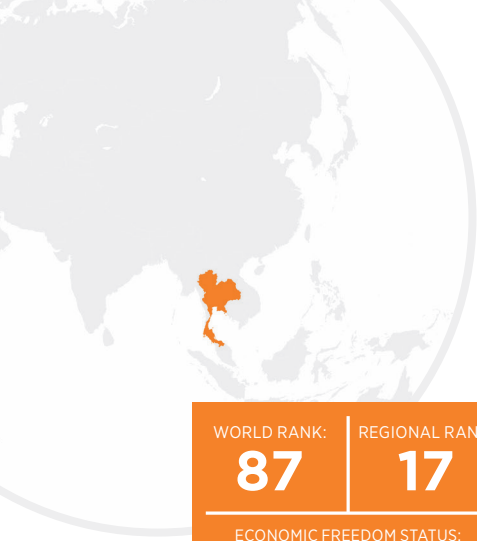 WORLD RANK:
87
REGIONAL RAN
17
ECONOMIC FREEDOM STATUS: